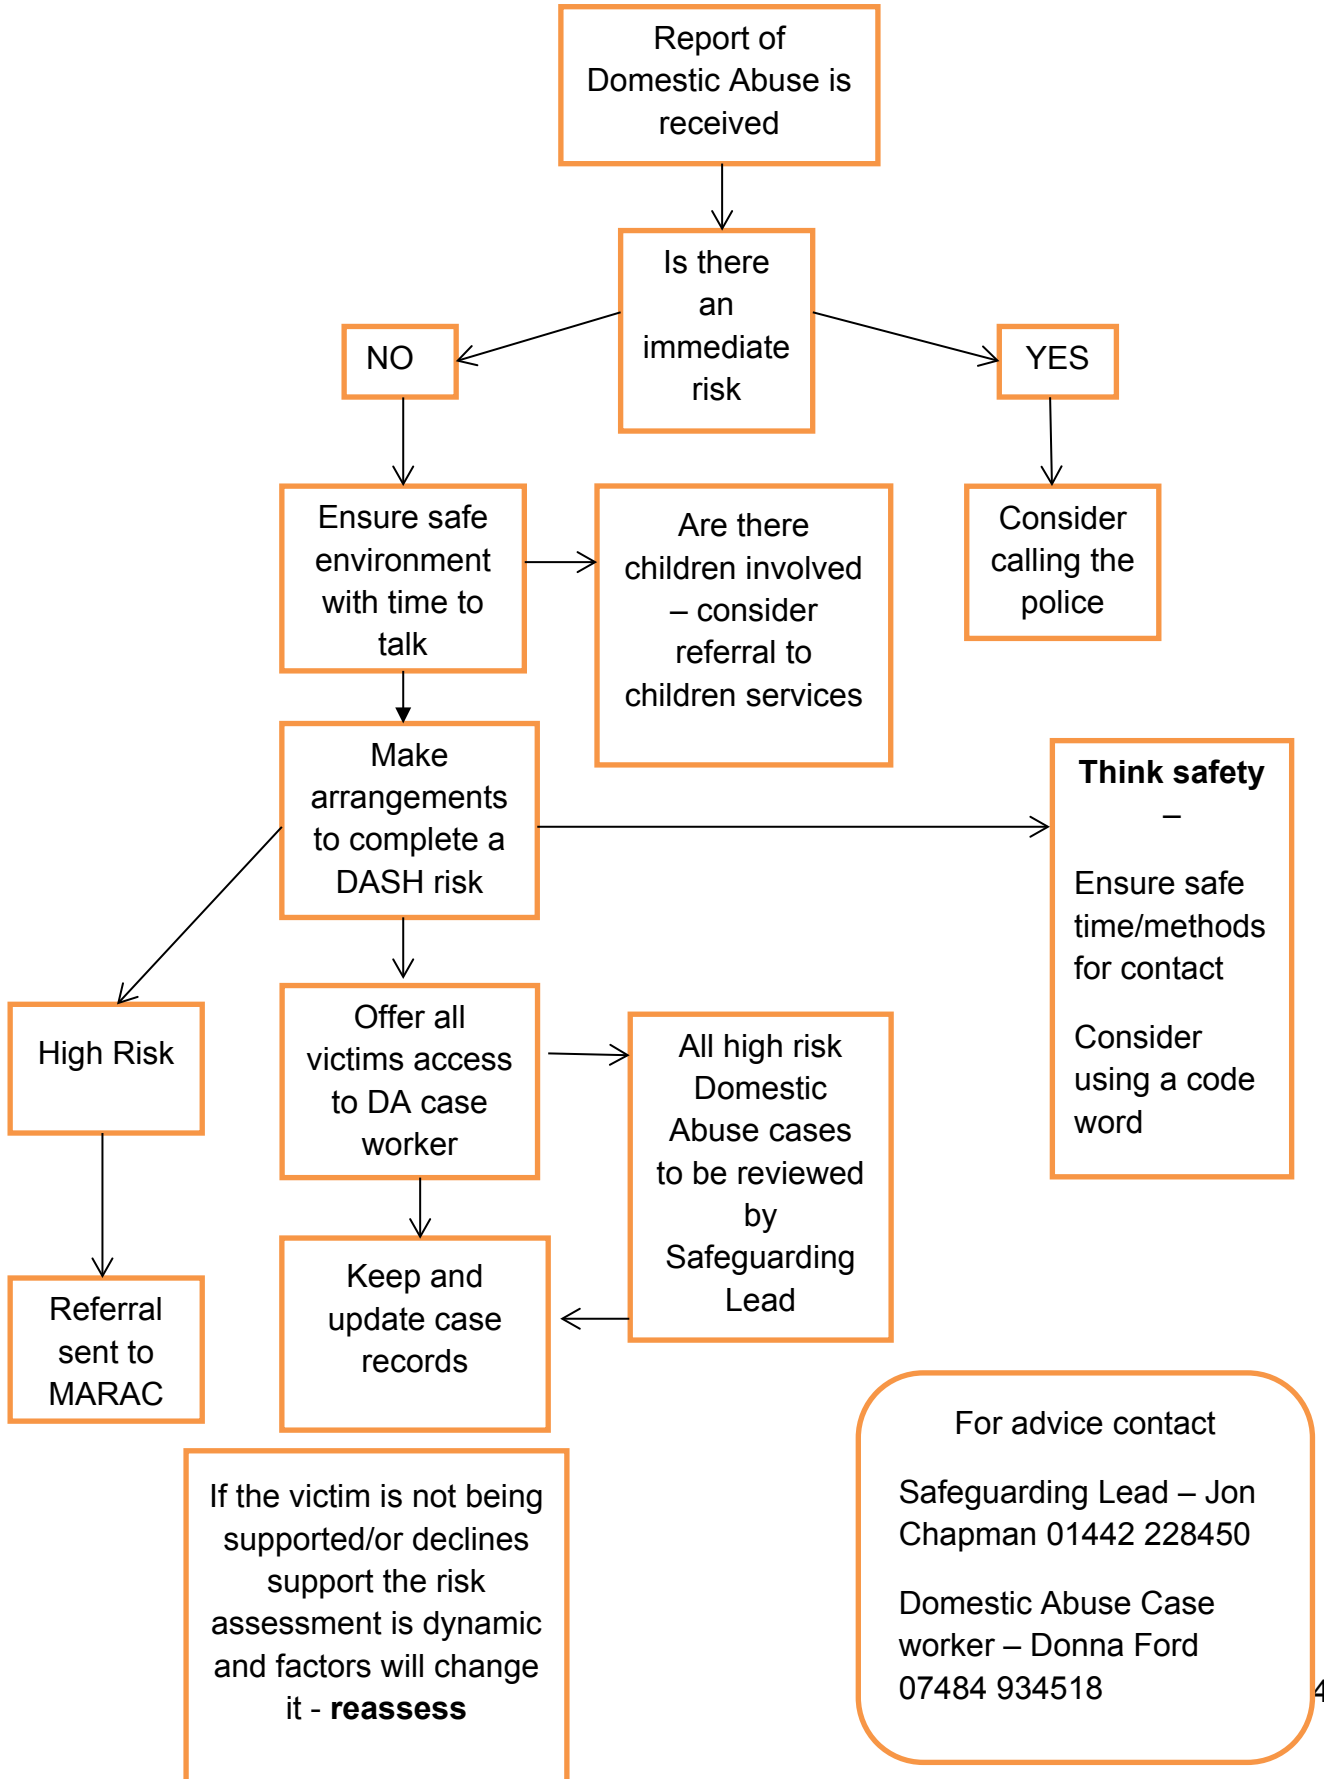 Report of
Domestic Abuse is
received
Is there
an
immediate
risk
NO
YES
Ensure safe
environment
with time to
talk
Are there
children involved
– consider
referral to
children services
Consider
calling the
police
Make
arrangements
to complete a
DASH risk
Think safety
–
Ensure safe
time/methods
for contact
Consider
using a code
word
High Risk
Offer all
victims access
to DA case
worker
All high risk
Domestic
Abuse cases
to be reviewed
by
Safeguarding
Lead
Referral
sent to
MARAC
Keep and
update case
records
If the victim is not being
supported/or declines
support the risk
assessment is dynamic
and factors will change
it - reassess
For advice contact
Safeguarding Lead – Jon
Chapman 01442 228450
Domestic Abuse Case
worker – Donna Ford
07484 934518
4